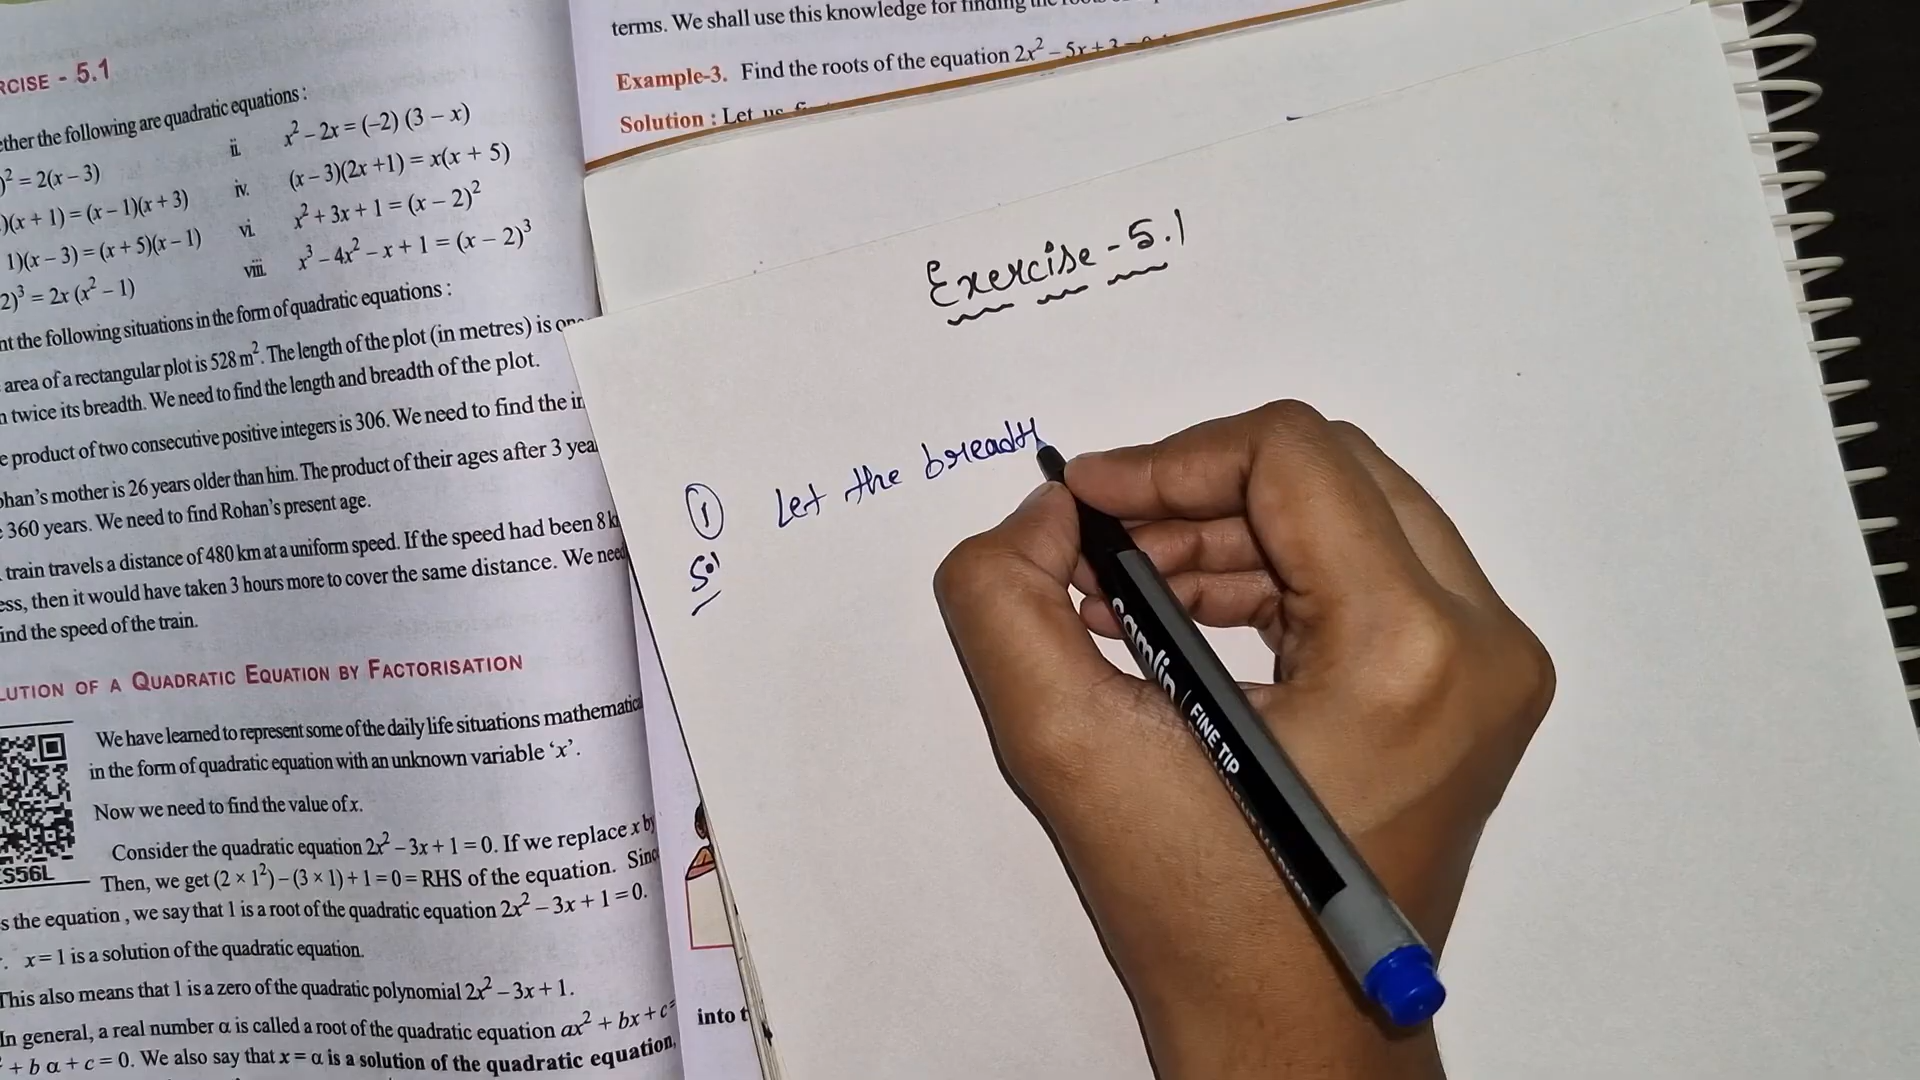 RCISE - 5.1
ether the following are quadratic equations :
ii. x² – 2x = (–2) (3 – x)
)² = 2(x – 3)
iv. (x – 3)(2x +1) = x(x + 5)
)(x + 1) = (x – 1)(x + 3)
vi. x² + 3x + 1 = (x – 2)²
1)(x – 3) = (x + 5)(x – 1)
viii. x³ – 4x² – x + 1 = (x – 2)³
2)³ = 2x (x² – 1)
nt the following situations in the form of quadratic equations :
area of a rectangular plot is 528 m². The length of the plot (in metres) is one
n twice its breadth. We need to find the length and breadth of the plot.
e product of two consecutive positive integers is 306. We need to find the in
ohan's mother is 26 years older than him. The product of their ages after 3 yea
360 years. We need to find Rohan's present age.
train travels a distance of 480 km at a uniform speed. If the speed had been 8 k
ess, then it would have taken 3 hours more to cover the same distance. We need
ind the speed of the train.
LUTION OF A QUADRATIC EQUATION BY FACTORISATION
We have learned to represent some of the daily life situations mathematica
in the form of quadratic equation with an unknown variable ‘x’.
Now we need to find the value of x.
Consider the quadratic equation 2x² – 3x + 1 = 0. If we replace x by
S56L
Then, we get (2 × 1²) – (3 × 1) + 1 = 0 = RHS of the equation. Sinc
s the equation , we say that 1 is a root of the quadratic equation 2x² – 3x + 1 = 0.
∴ x = 1 is a solution of the quadratic equation.
This also means that 1 is a zero of the quadratic polynomial 2x² – 3x + 1.
In general, a real number α is called a root of the quadratic equation ax² + bx + c =
+ b α + c = 0. We also say that x = α is a solution of the quadratic equation,
terms. We shall use this knowledge for finding the
Example-3. Find the roots of the equation 2x² – 5x + 3 = 0
Solution : Let us
into t
Exercise - 5.1
① Let the breadth
Sol
camlin FINE TIP